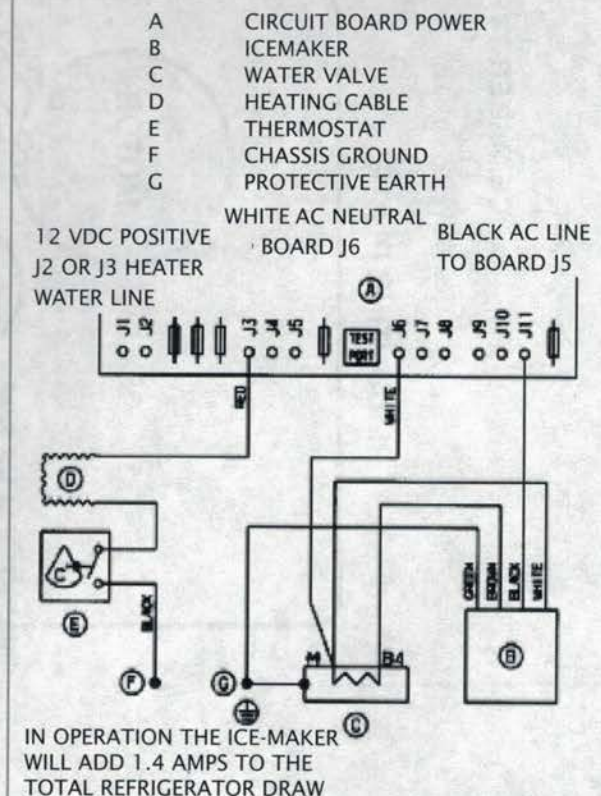 A CIRCUIT BOARD POWER
B ICEMAKER
C WATER VALVE
D HEATING CABLE
E THERMOSTAT
F CHASSIS GROUND
G PROTECTIVE EARTH
12 VDC POSITIVE
J2 OR J3 HEATER
WATER LINE
WHITE AC NEUTRAL
BOARD J6
BLACK AC LINE
TO BOARD J5
A
J1 J2 J3 J4 J5 TEST PORT J6 J7 J8 J9 J10 J11
RED
WHITE
D
C
E
BLACK
F
GREEN
BROWN
BLACK
WHITE
B
G
C
IN OPERATION THE ICE-MAKER
WILL ADD 1.4 AMPS TO THE
TOTAL REFRIGERATOR DRAW